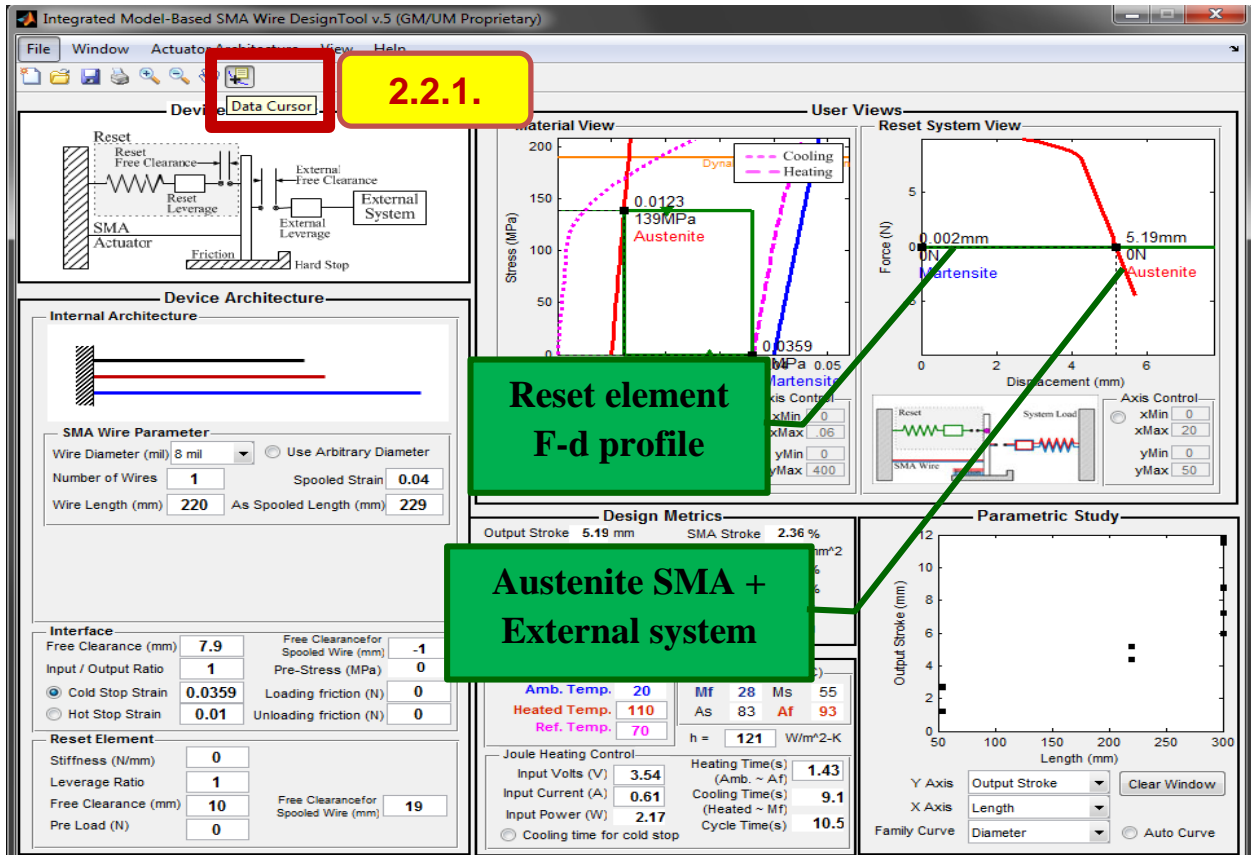 Integrated Model-Based SMA Wire DesignTool v.5 (GM/UM Proprietary)
File Window Actuator Architecture View Help
Data Cursor
2.2.1.
Reset
Reset
Free Clearance
Reset
Leverage
External
Free Clearance
External
Leverage
External
System
SMA
Actuator
Friction
Hard Stop
Device Architecture
Internal Architecture
SMA Wire Parameter
Wire Diameter (mil) 8 mil Use Arbitrary Diameter
Number of Wires 1 Spooled Strain 0.04
Wire Length (mm) 220 As Spooled Length (mm) 229
Interface
Free Clearance (mm) 7.9 Free Clearancefor
Spooled Wire (mm) -1
Input / Output Ratio 1 Pre-Stress (MPa) 0
Cold Stop Strain 0.0359 Loading friction (N) 0
Hot Stop Strain 0.01 Unloading friction (N) 0
Reset Element
Stiffness (N/mm) 0
Leverage Ratio 1
Free Clearance (mm) 10 Free Clearancefor
Spooled Wire (mm) 19
Pre Load (N) 0
User Views
Material View
Stress (MPa)
200
150
100
50
0
Cooling
Heating
0.0123
139MPa
Austenite
0.0359
Martensite
0.05
xMin 0
xMax .06
yMin 0
yMax 400
Reset System View
Force (N)
5
0
0.002mm
0N
Martensite
5.19mm
0N
Austenite
0 2 4 6
Displacement (mm)
Reset
System Load
SMA Wire
Axis Control
xMin 0
xMax 20
yMin 0
yMax 50
Reset element
F-d profile
Austenite SMA +
External system
Design Metrics
Output Stroke 5.19 mm SMA Stroke 2.36 %
Amb. Temp. 20 Mf 28 Ms 55
Heated Temp. 110 As 83 Af 93
Ref. Temp. 70 h = 121 W/m^2-K
Joule Heating Control
Input Volts (V) 3.54 Heating Time(s)
(Amb. ~ Af) 1.43
Input Current (A) 0.61 Cooling Time(s)
(Heated ~ Mf) 9.1
Input Power (W) 2.17 Cycle Time(s) 10.5
Cooling time for cold stop
Parametric Study
Output Stroke (mm)
12
10
8
6
4
2
0
50 100 150 200 250 300
Length (mm)
Y Axis Output Stroke Clear Window
X Axis Length
Family Curve Diameter Auto Curve